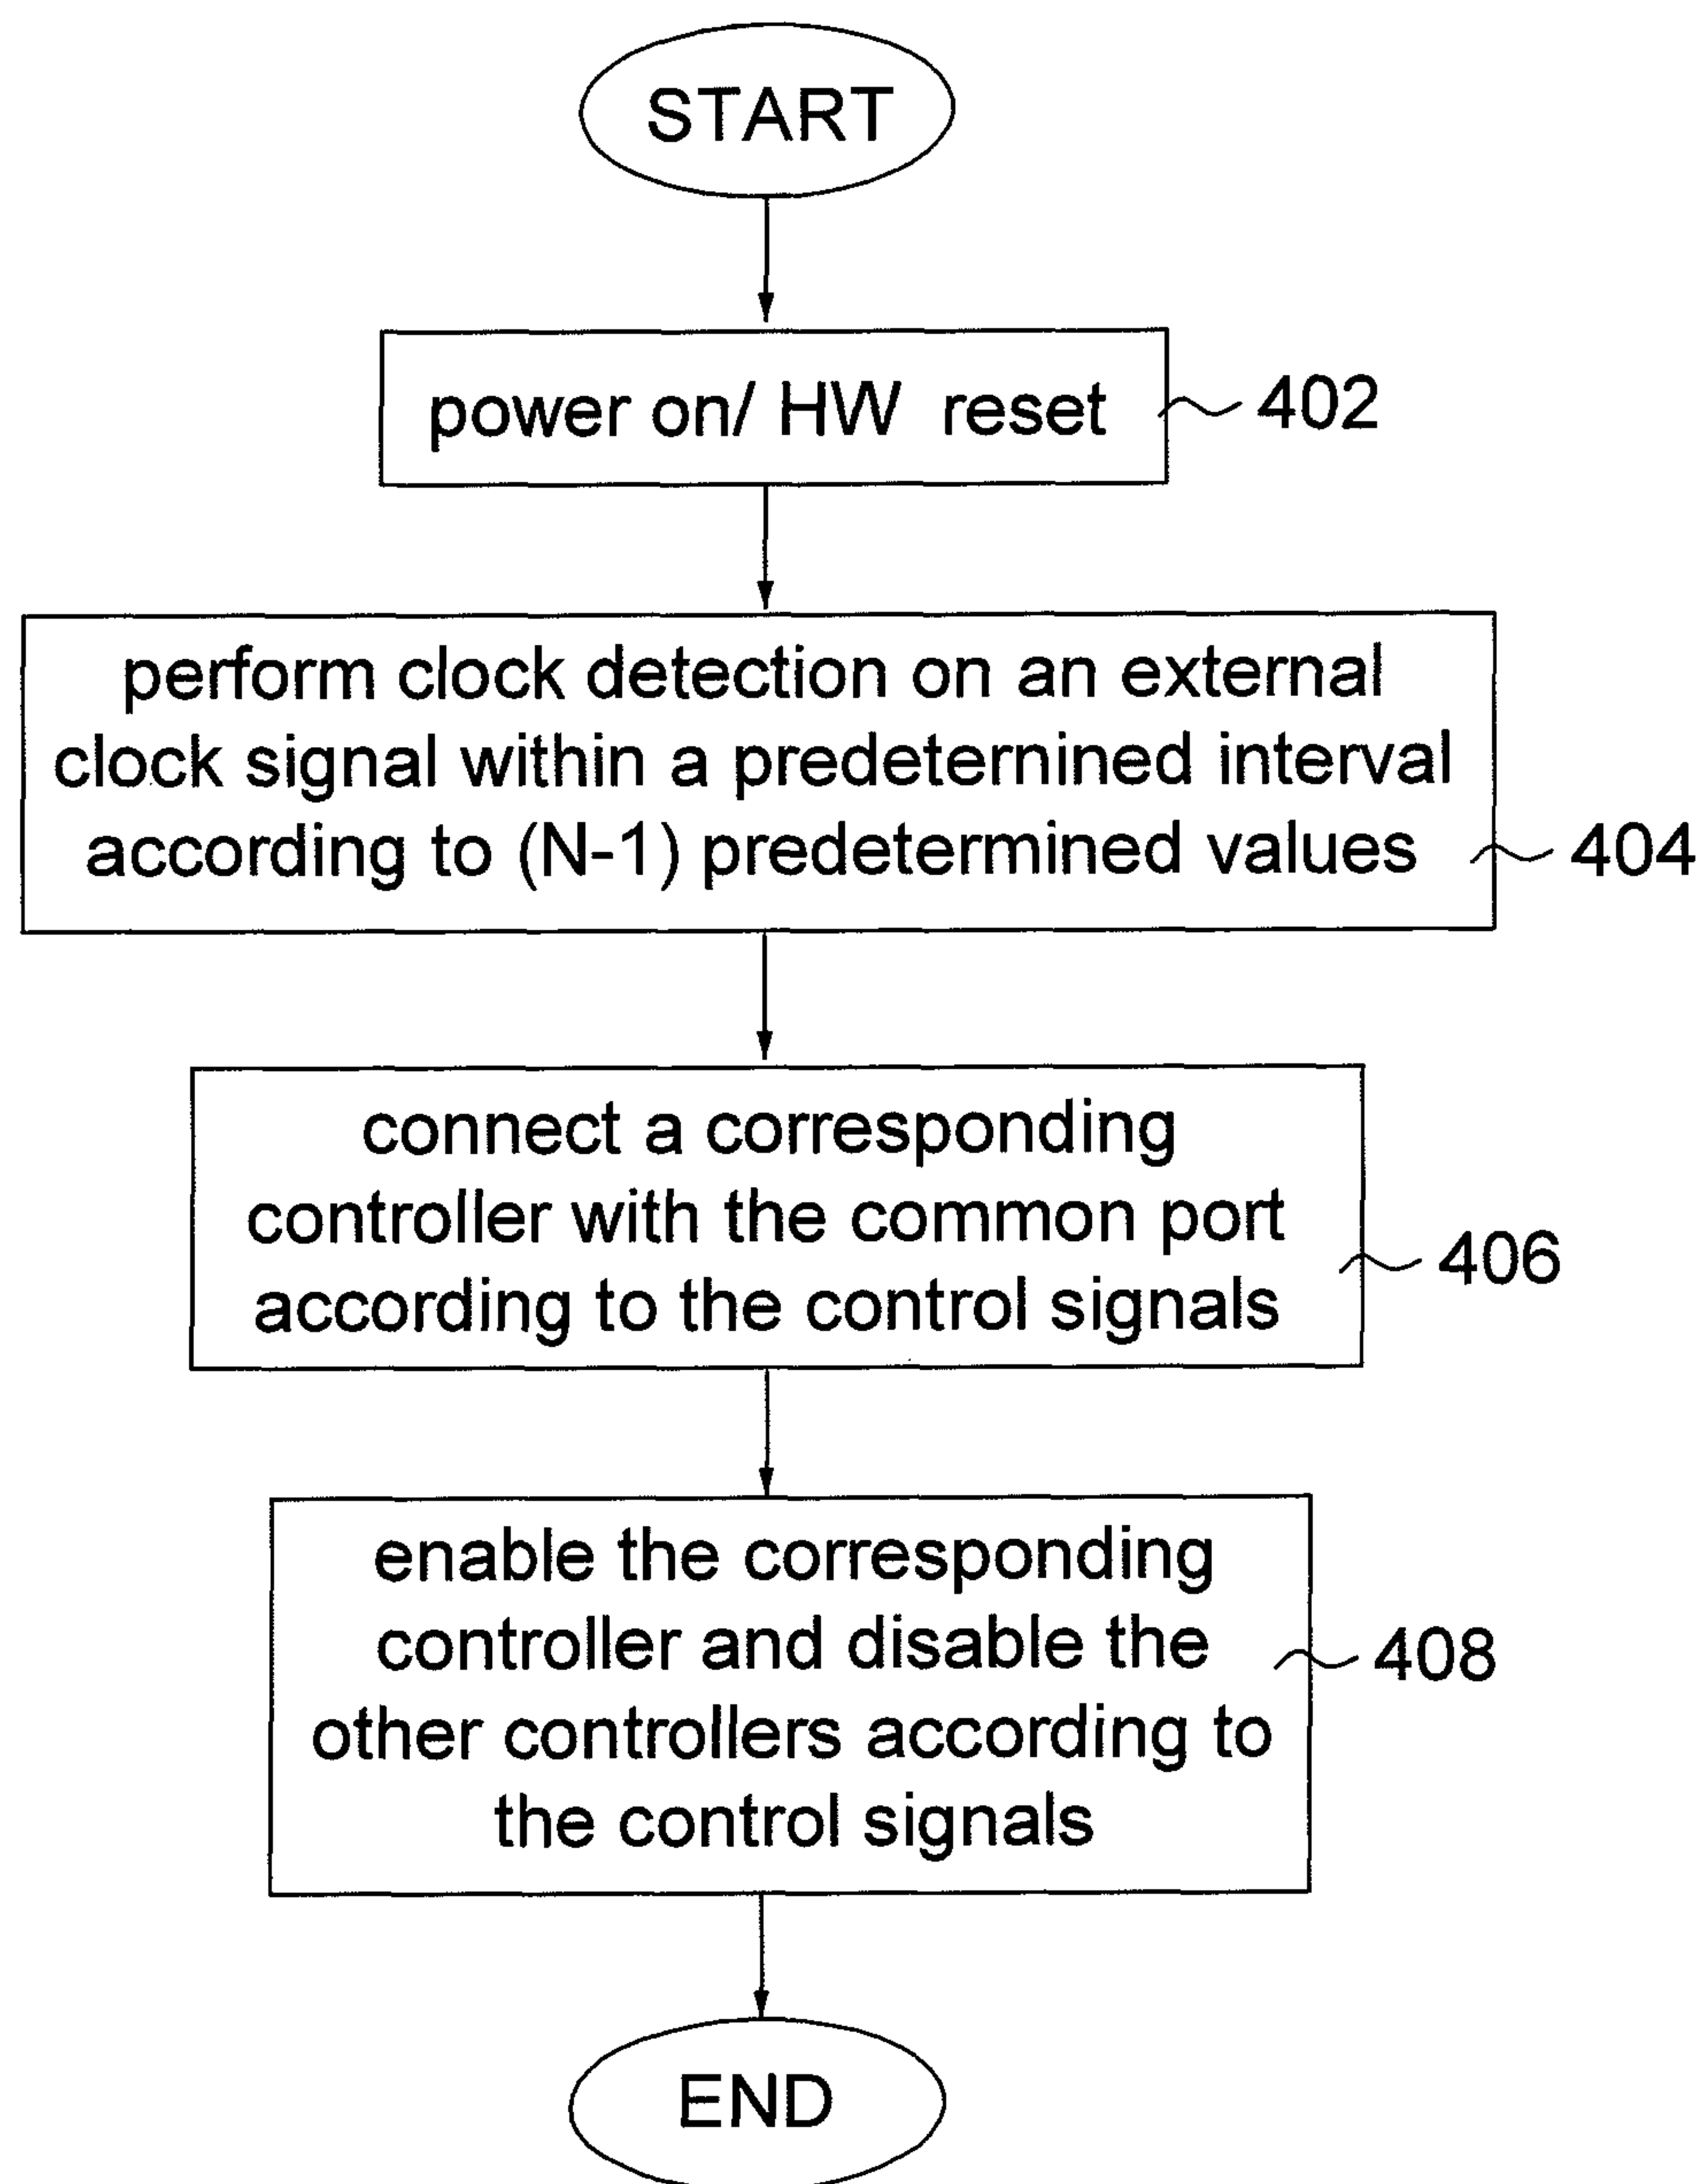 START
power on/ HW reset
402
perform clock detection on an external
clock signal within a predeternined interval
according to (N-1) predetermined values
404
connect a corresponding
controller with the common port
according to the control signals
406
enable the corresponding
controller and disable the
other controllers according to
the control signals
408
END